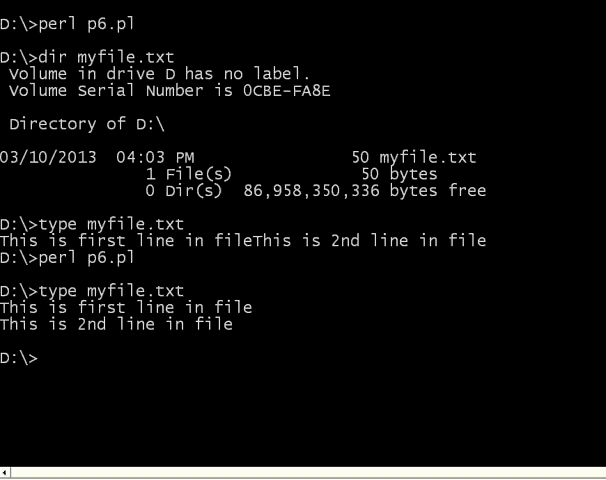 D:\>perl p6.pl
D:\>dir myfile.txt
Volume in drive D has no label.
Volume Serial Number is 0CBE-FA8E
Directory of D:\
03/10/2013  04:03 PM                50 myfile.txt
1 File(s)             50 bytes
0 Dir(s)  86,958,350,336 bytes free
D:\>type myfile.txt
This is first line in fileThis is 2nd line in file
D:\>perl p6.pl
D:\>type myfile.txt
This is first line in file
This is 2nd line in file
D:\>